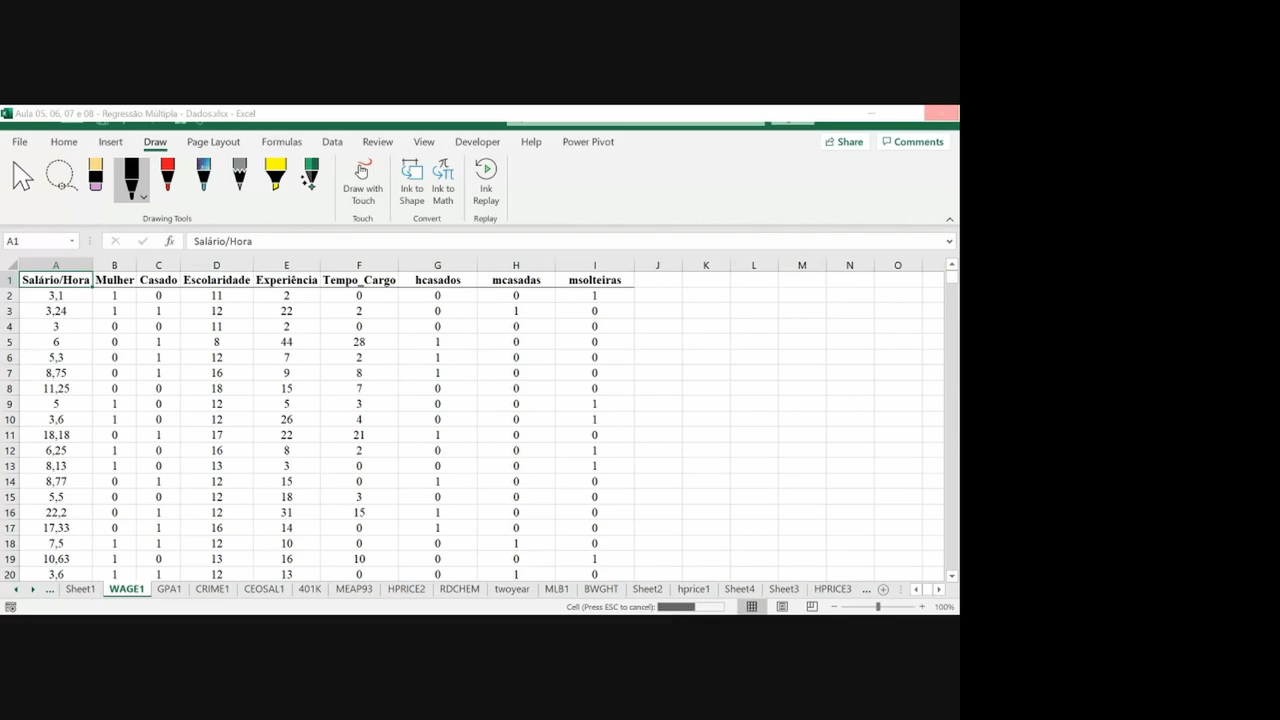 Aula 05, 06, 07 e 08 - Regressão Múltipla - Dados.xlsx - Excel
File Home Insert Draw Page Layout Formulas Data Review View Developer Help Power Pivot Share Comments
Draw with Touch Ink to Shape Ink to Math Ink Replay
Drawing Tools Touch Convert Replay
A1 fx Salário/Hora
A B C D E F G H I J K L M N O
1 Salário/Hora Mulher Casado Escolaridade Experiência Tempo_Cargo hcasados mcasadas msolteiras
2 3,1 1 0 11 2 0 0 0 1
3 3,24 1 1 12 22 2 0 1 0
4 3 0 0 11 2 0 0 0 0
5 6 0 1 8 44 28 1 0 0
6 5,3 0 1 12 7 2 1 0 0
7 8,75 0 1 16 9 8 1 0 0
8 11,25 0 0 18 15 7 0 0 0
9 5 1 0 12 5 3 0 0 1
10 3,6 1 0 12 26 4 0 0 1
11 18,18 0 1 17 22 21 1 0 0
12 6,25 1 0 16 8 2 0 0 1
13 8,13 1 0 13 3 0 0 0 1
14 8,77 0 1 12 15 0 1 0 0
15 5,5 0 0 12 18 3 0 0 0
16 22,2 0 1 12 31 15 1 0 0
17 17,33 0 1 16 14 0 1 0 0
18 7,5 1 1 12 10 0 0 1 0
19 10,63 1 0 13 16 10 0 0 1
20 3,6 1 1 12 13 0 0 1 0
... Sheet1 WAGE1 GPA1 CRIME1 CEOSAL1 401K MEAP93 HPRICE2 RDCHEM twoyear MLB1 BWGHT Sheet2 hprice1 Sheet4 Sheet3 HPRICE3 ...
Cell (Press ESC to cancel): 100%